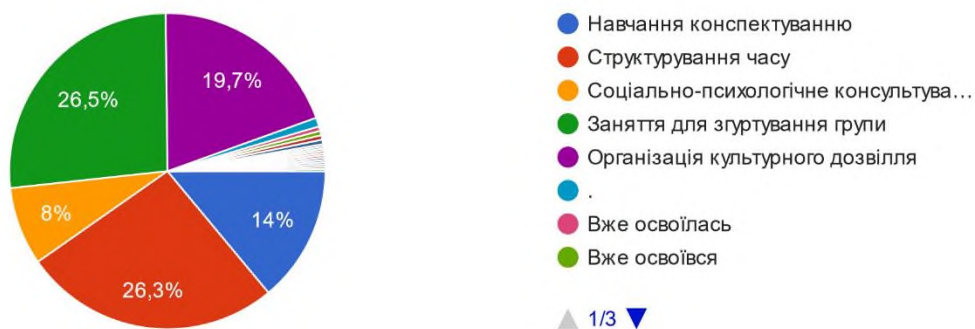 19,7%
26,5%
8%
14%
26,3%
Навчання конспектуванню
Структурування часу
Соціально-психологічне консультува…
Заняття для згуртування групи
Організація культурного дозвілля
.
Вже освоїлась
Вже освоївся
1/3